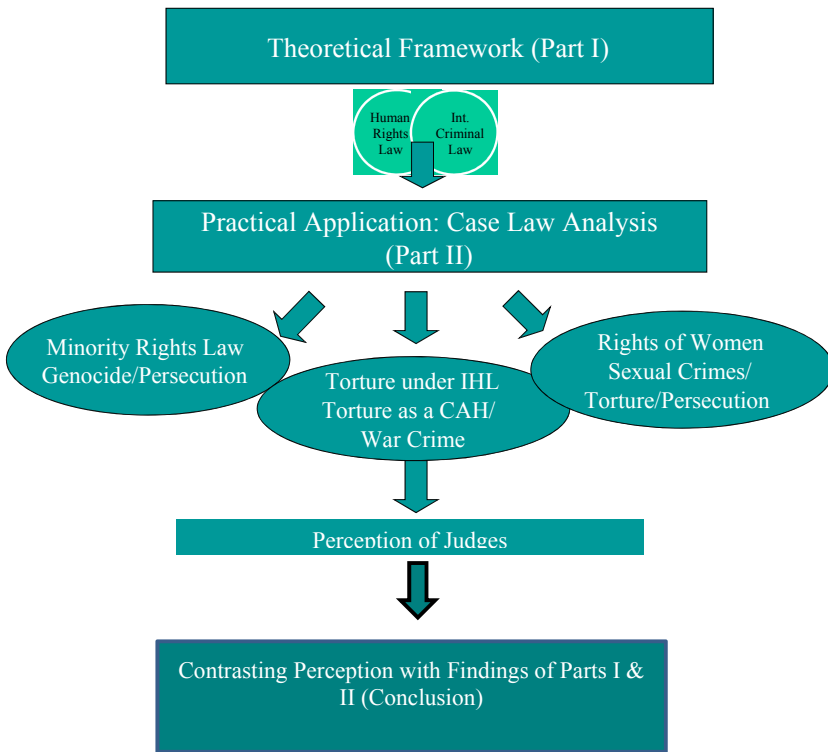 Theoretical Framework (Part I)
Human
Rights
Law
Int.
Criminal
Law
Practical Application: Case Law Analysis
(Part II)
Minority Rights Law
Genocide/Persecution
Torture under IHL
Torture as a CAH/
War Crime
Rights of Women
Sexual Crimes/
Torture/Persecution
Perception of Judges
Contrasting Perception with Findings of Parts I &
II (Conclusion)